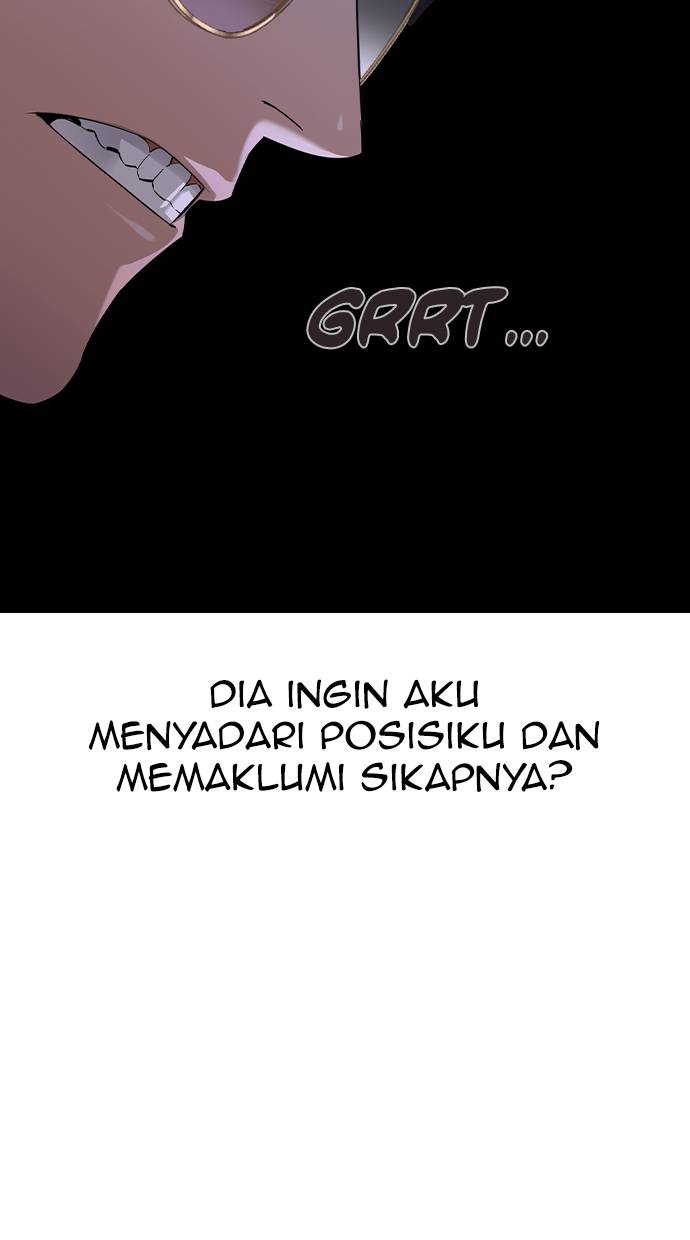 GRRT...
DIA INGIN AKU
MENYADARI POSISIKU DAN
MEMAKLUMI SIKAPNYA?